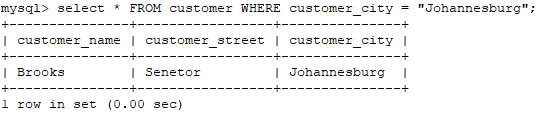 mysql> select * FROM customer WHERE customer_city = "Johannesburg";
+---------------+-----------------+---------------+
| customer_name | customer_street | customer_city |
+---------------+-----------------+---------------+
| Brooks        | Senetor         | Johannesburg  |
+---------------+-----------------+---------------+
1 row in set (0.00 sec)